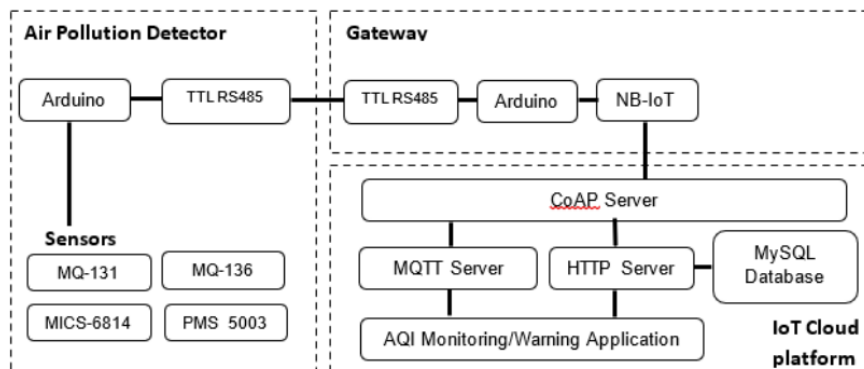 Air Pollution Detector
Arduino
TTL RS485
Sensors
MQ-131
MQ-136
MICS-6814
PMS 5003
Gateway
TTL RS485
Arduino
NB-IoT
CoAP Server
MQTT Server
HTTP Server
MySQL
Database
AQI Monitoring/Warning Application
IoT Cloud
platform